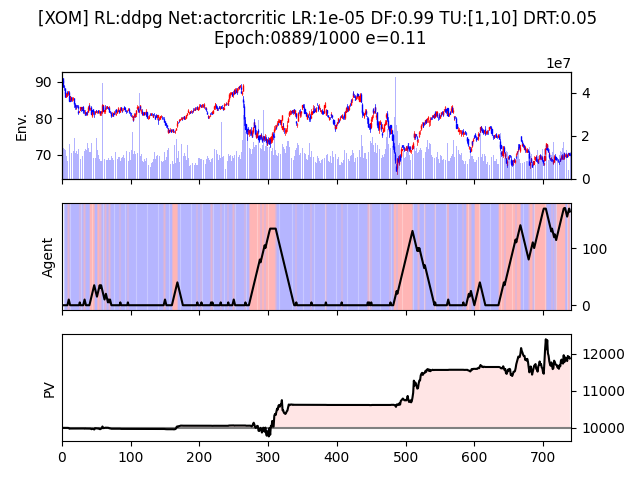 [XOM] RL:ddpg Net:actorcritic LR:1e-05 DF:0.99 TU:[1,10] DRT:0.05
Epoch:0889/1000 e=0.11
1e7
90
80
70
Env.
4
2
0
Agent
100
0
PV
12000
11000
10000
0 100 200 300 400 500 600 700